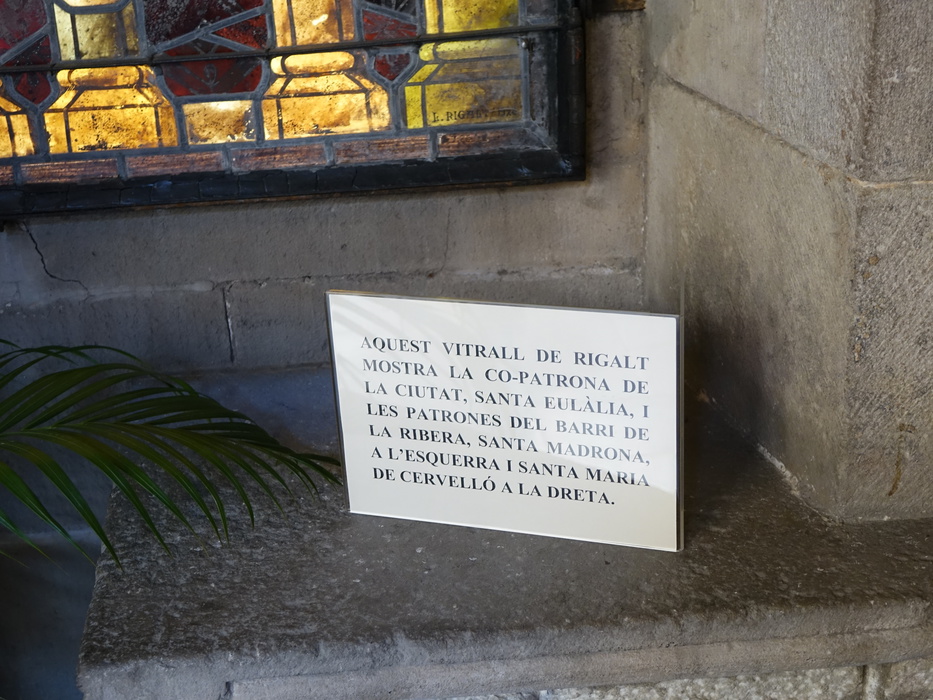 L. RIGALT
AQUEST VITRALL DE RIGALT
MOSTRA LA CO-PATRONA DE
LA CIUTAT, SANTA EULÀLIA, I
LES PATRONES DEL BARRI DE
LA RIBERA, SANTA MADRONA,
A L'ESQUERRA I SANTA MARIA
DE CERVELLÓ A LA DRETA.